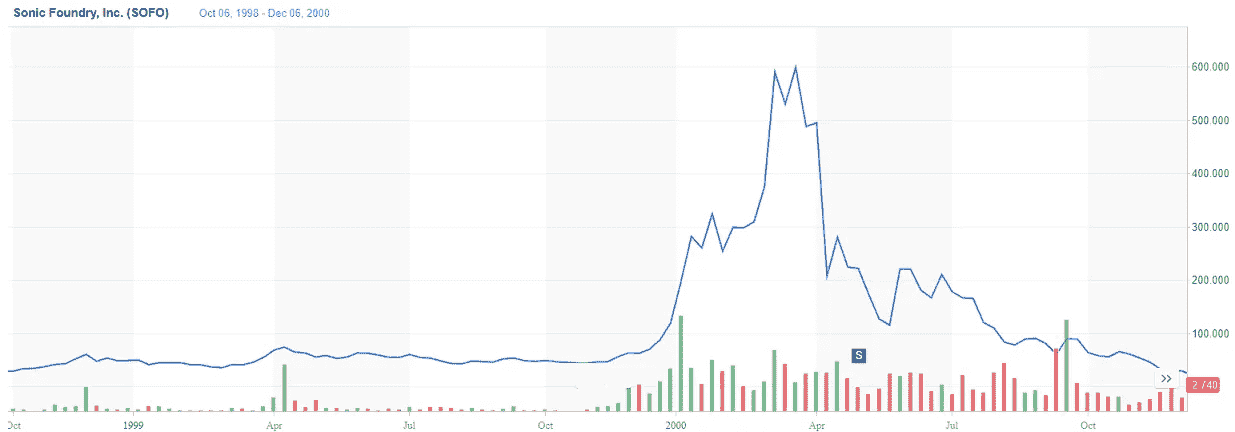 Sonic Foundry, Inc. (SOFO) Oct 06, 1998 - Dec 06, 2000
600.000
500.000
400.000
300.000
200.000
100.000
S
>>
2.740
Oct 1999 Apr Jul Oct 2000 Apr Jul Oct